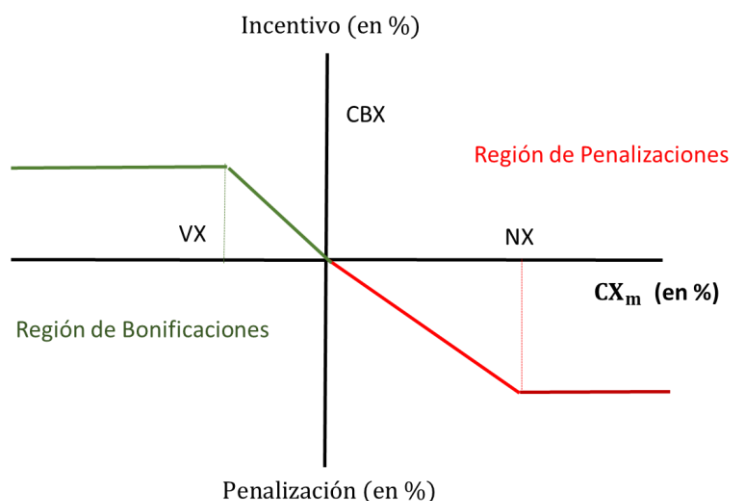 Incentivo (en %)
CBX
Región de Penalizaciones
VX
NX
CXm (en %)
Región de Bonificaciones
Penalización (en %)